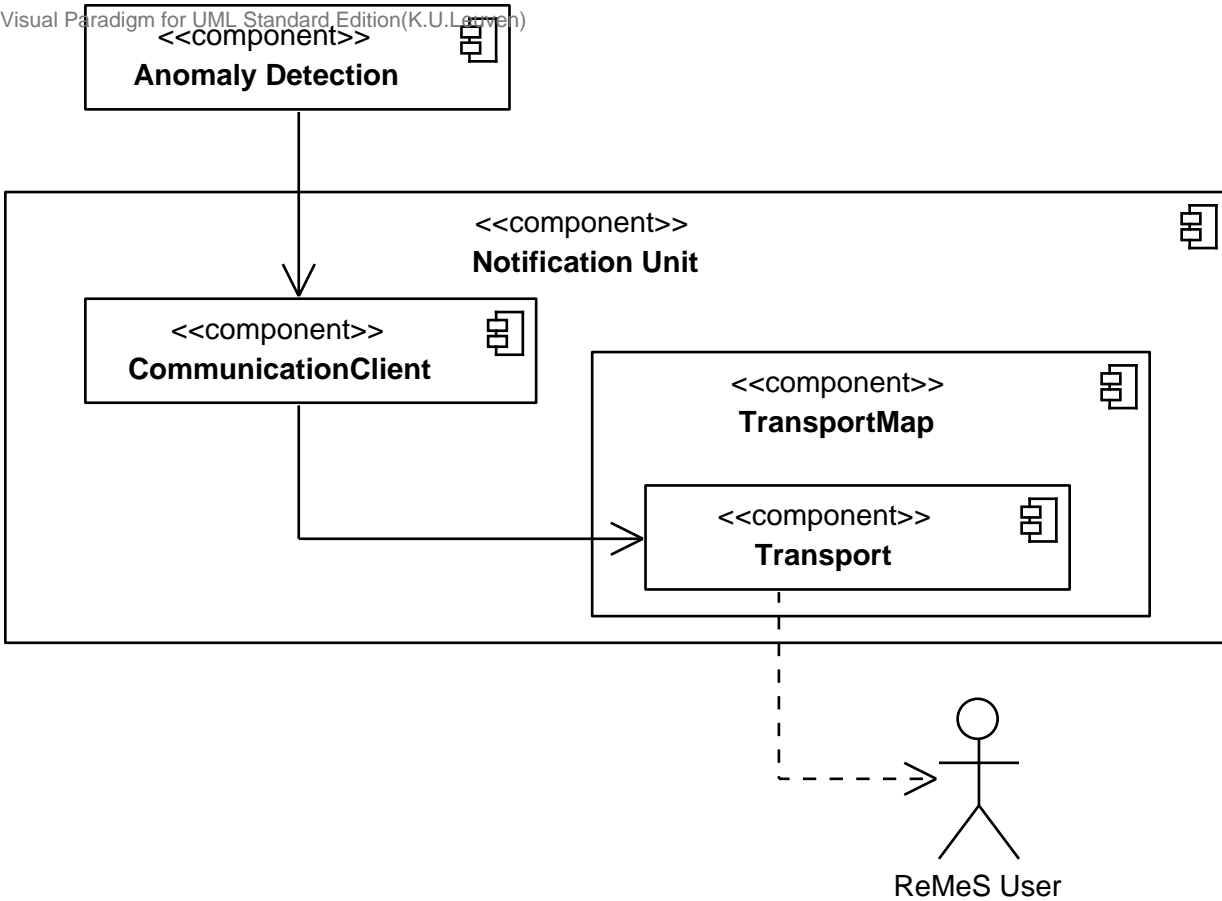 Visual Paradigm for UML Standard Edition(K.U.Leuven)
<<component>>
Anomaly Detection
<<component>>
Notification Unit
<<component>>
CommunicationClient
<<component>>
TransportMap
<<component>>
Transport
ReMeS User